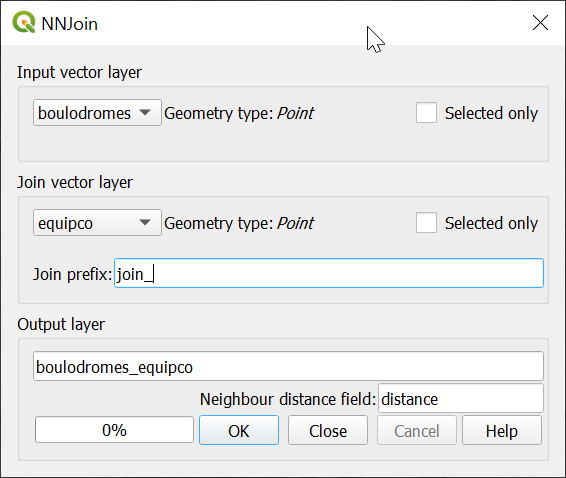 NNJoin
Input vector layer
boulodromes Geometry type: Point Selected only
Join vector layer
equipco Geometry type: Point Selected only
Join prefix: join_
Output layer
boulodromes_equipco
Neighbour distance field: distance
0% OK Close Cancel Help